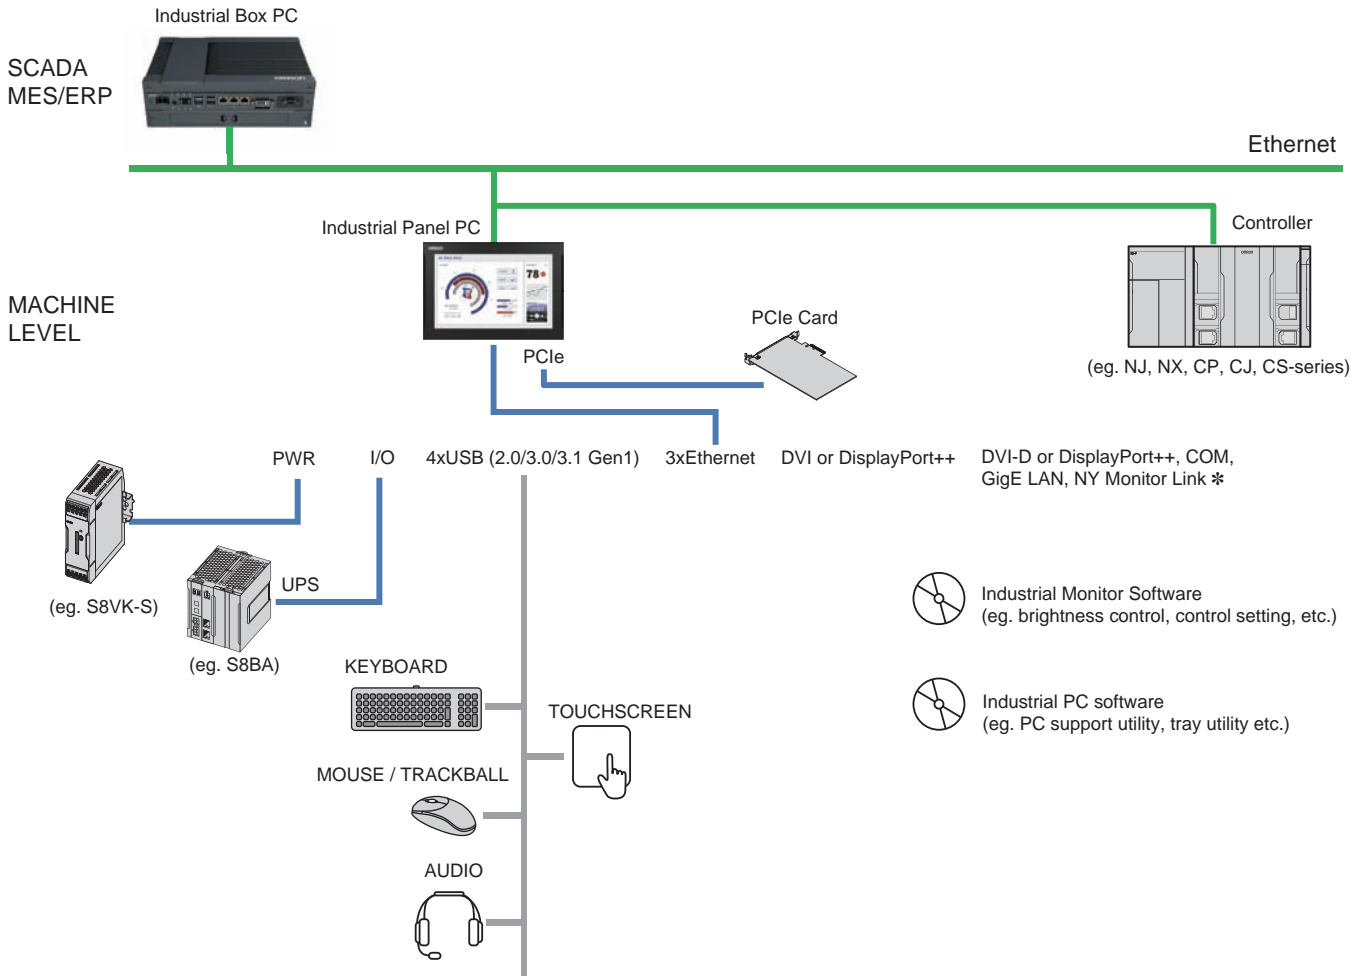 Industrial Box PC
SCADA
MES/ERP
Ethernet
Industrial Panel PC
Controller
MACHINE
LEVEL
78
PCIe Card
PCIe
(eg. NJ, NX, CP, CJ, CS-series)
PWR
I/O
4xUSB (2.0/3.0/3.1 Gen1)
3xEthernet
DVI or DisplayPort++
DVI-D or DisplayPort++, COM,
GigE LAN, NY Monitor Link ✽
UPS
(eg. S8VK-S)
(eg. S8BA)
Industrial Monitor Software
(eg. brightness control, control setting, etc.)
KEYBOARD
TOUCHSCREEN
Industrial PC software
(eg. PC support utility, tray utility etc.)
MOUSE / TRACKBALL
AUDIO